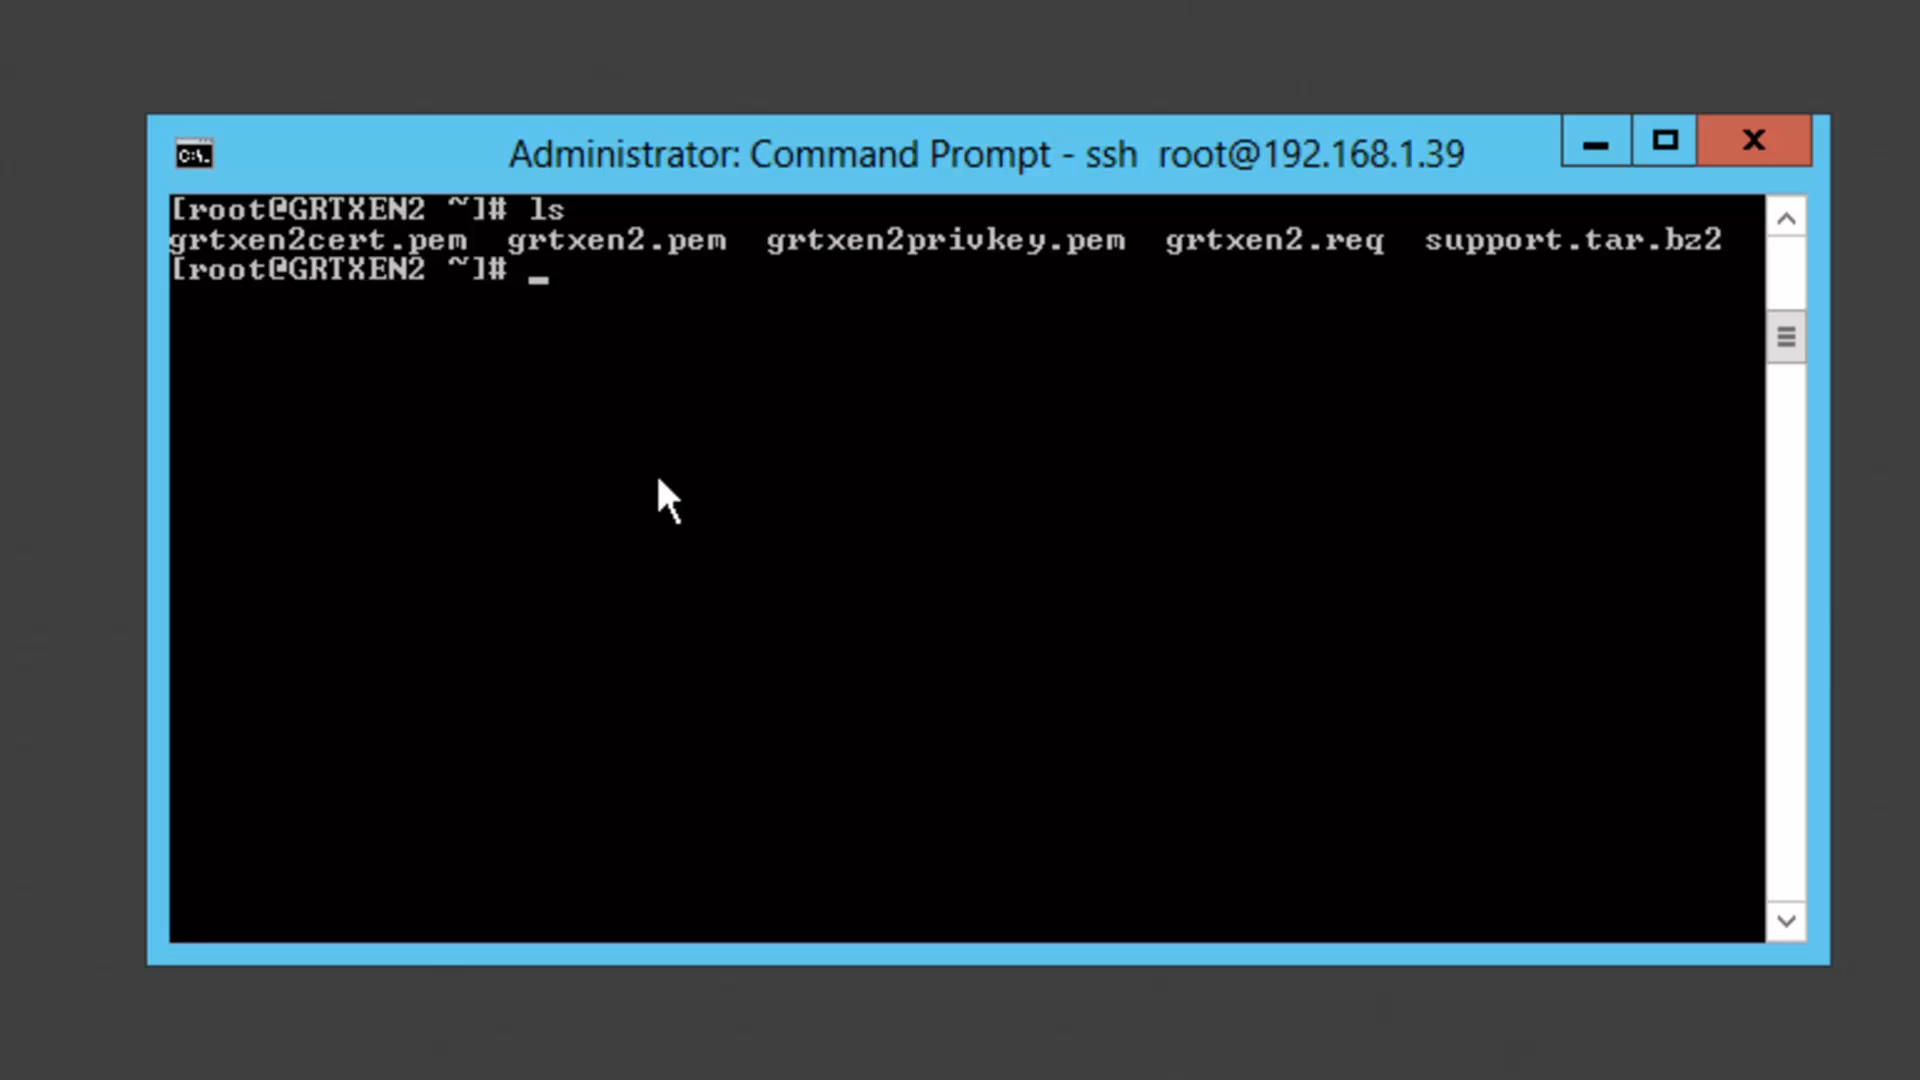 C:\.
Administrator: Command Prompt - ssh  root@192.168.1.39
[root@GRTXEN2 ~]# ls
grtxen2cert.pem  grtxen2.pem  grtxen2privkey.pem  grtxen2.req  support.tar.bz2
[root@GRTXEN2 ~]# _